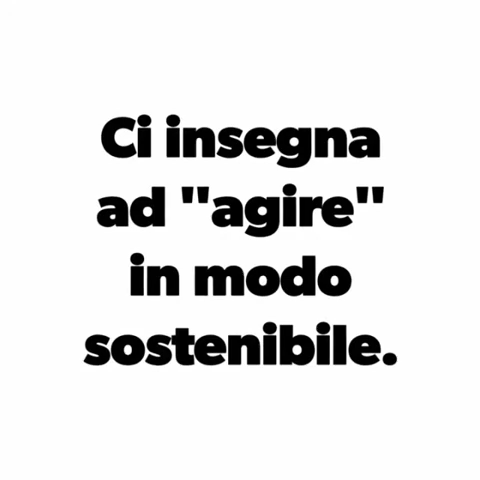 Ci insegna
ad "agire"
in modo
sostenibile.